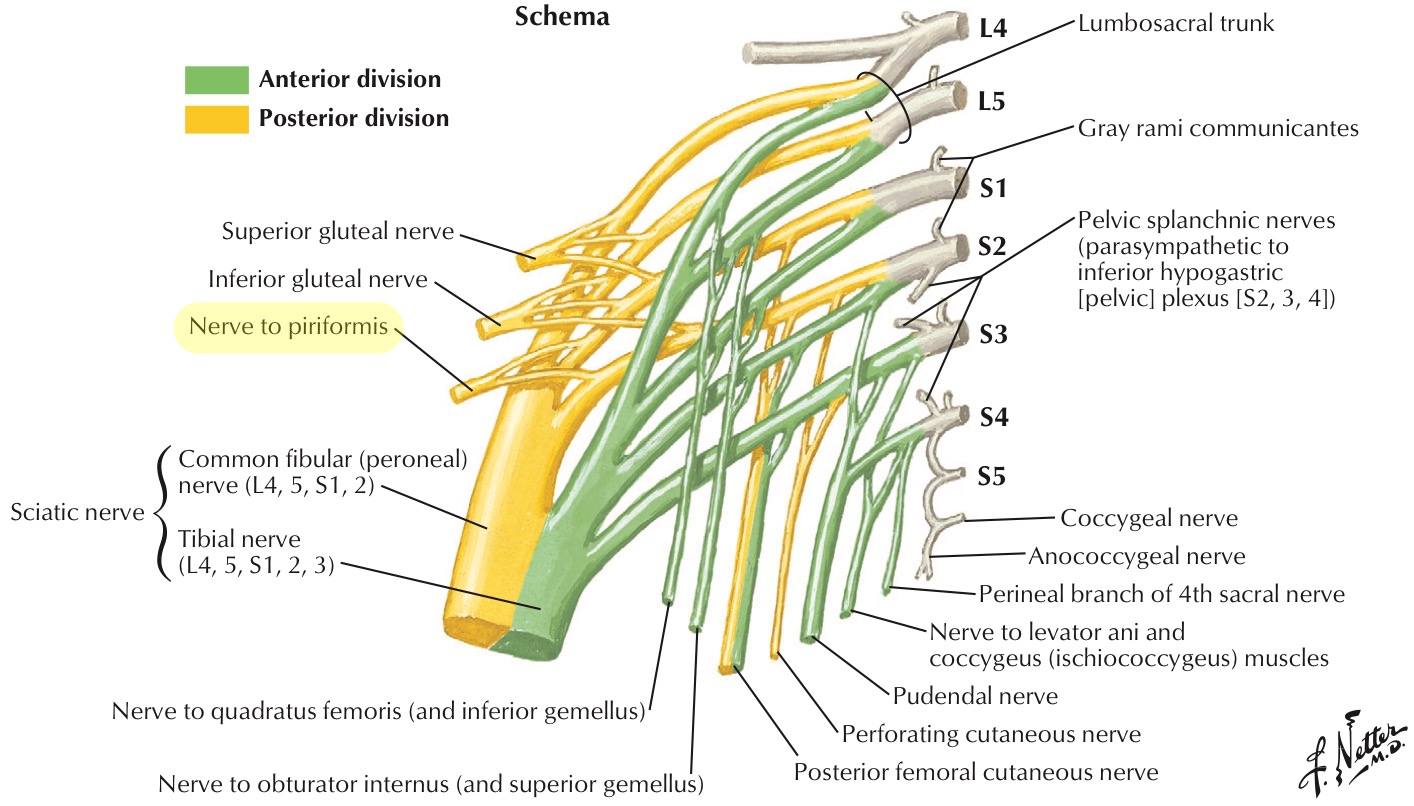 Schema
Anterior division
Posterior division
L4
L5
S1
S2
S3
S4
S5
Lumbosacral trunk
Gray rami communicantes
Pelvic splanchnic nerves
(parasympathetic to
inferior hypogastric
[pelvic] plexus [S2, 3, 4])
Superior gluteal nerve
Inferior gluteal nerve
Nerve to piriformis
Sciatic nerve
Common fibular (peroneal)
nerve (L4, 5, S1, 2)
Tibial nerve
(L4, 5, S1, 2, 3)
Coccygeal nerve
Anococcygeal nerve
Perineal branch of 4th sacral nerve
Nerve to levator ani and
coccygeus (ischiococcygeus) muscles
Pudendal nerve
Perforating cutaneous nerve
Posterior femoral cutaneous nerve
Nerve to quadratus femoris (and inferior gemellus)
Nerve to obturator internus (and superior gemellus)
F. Netter
M.D.